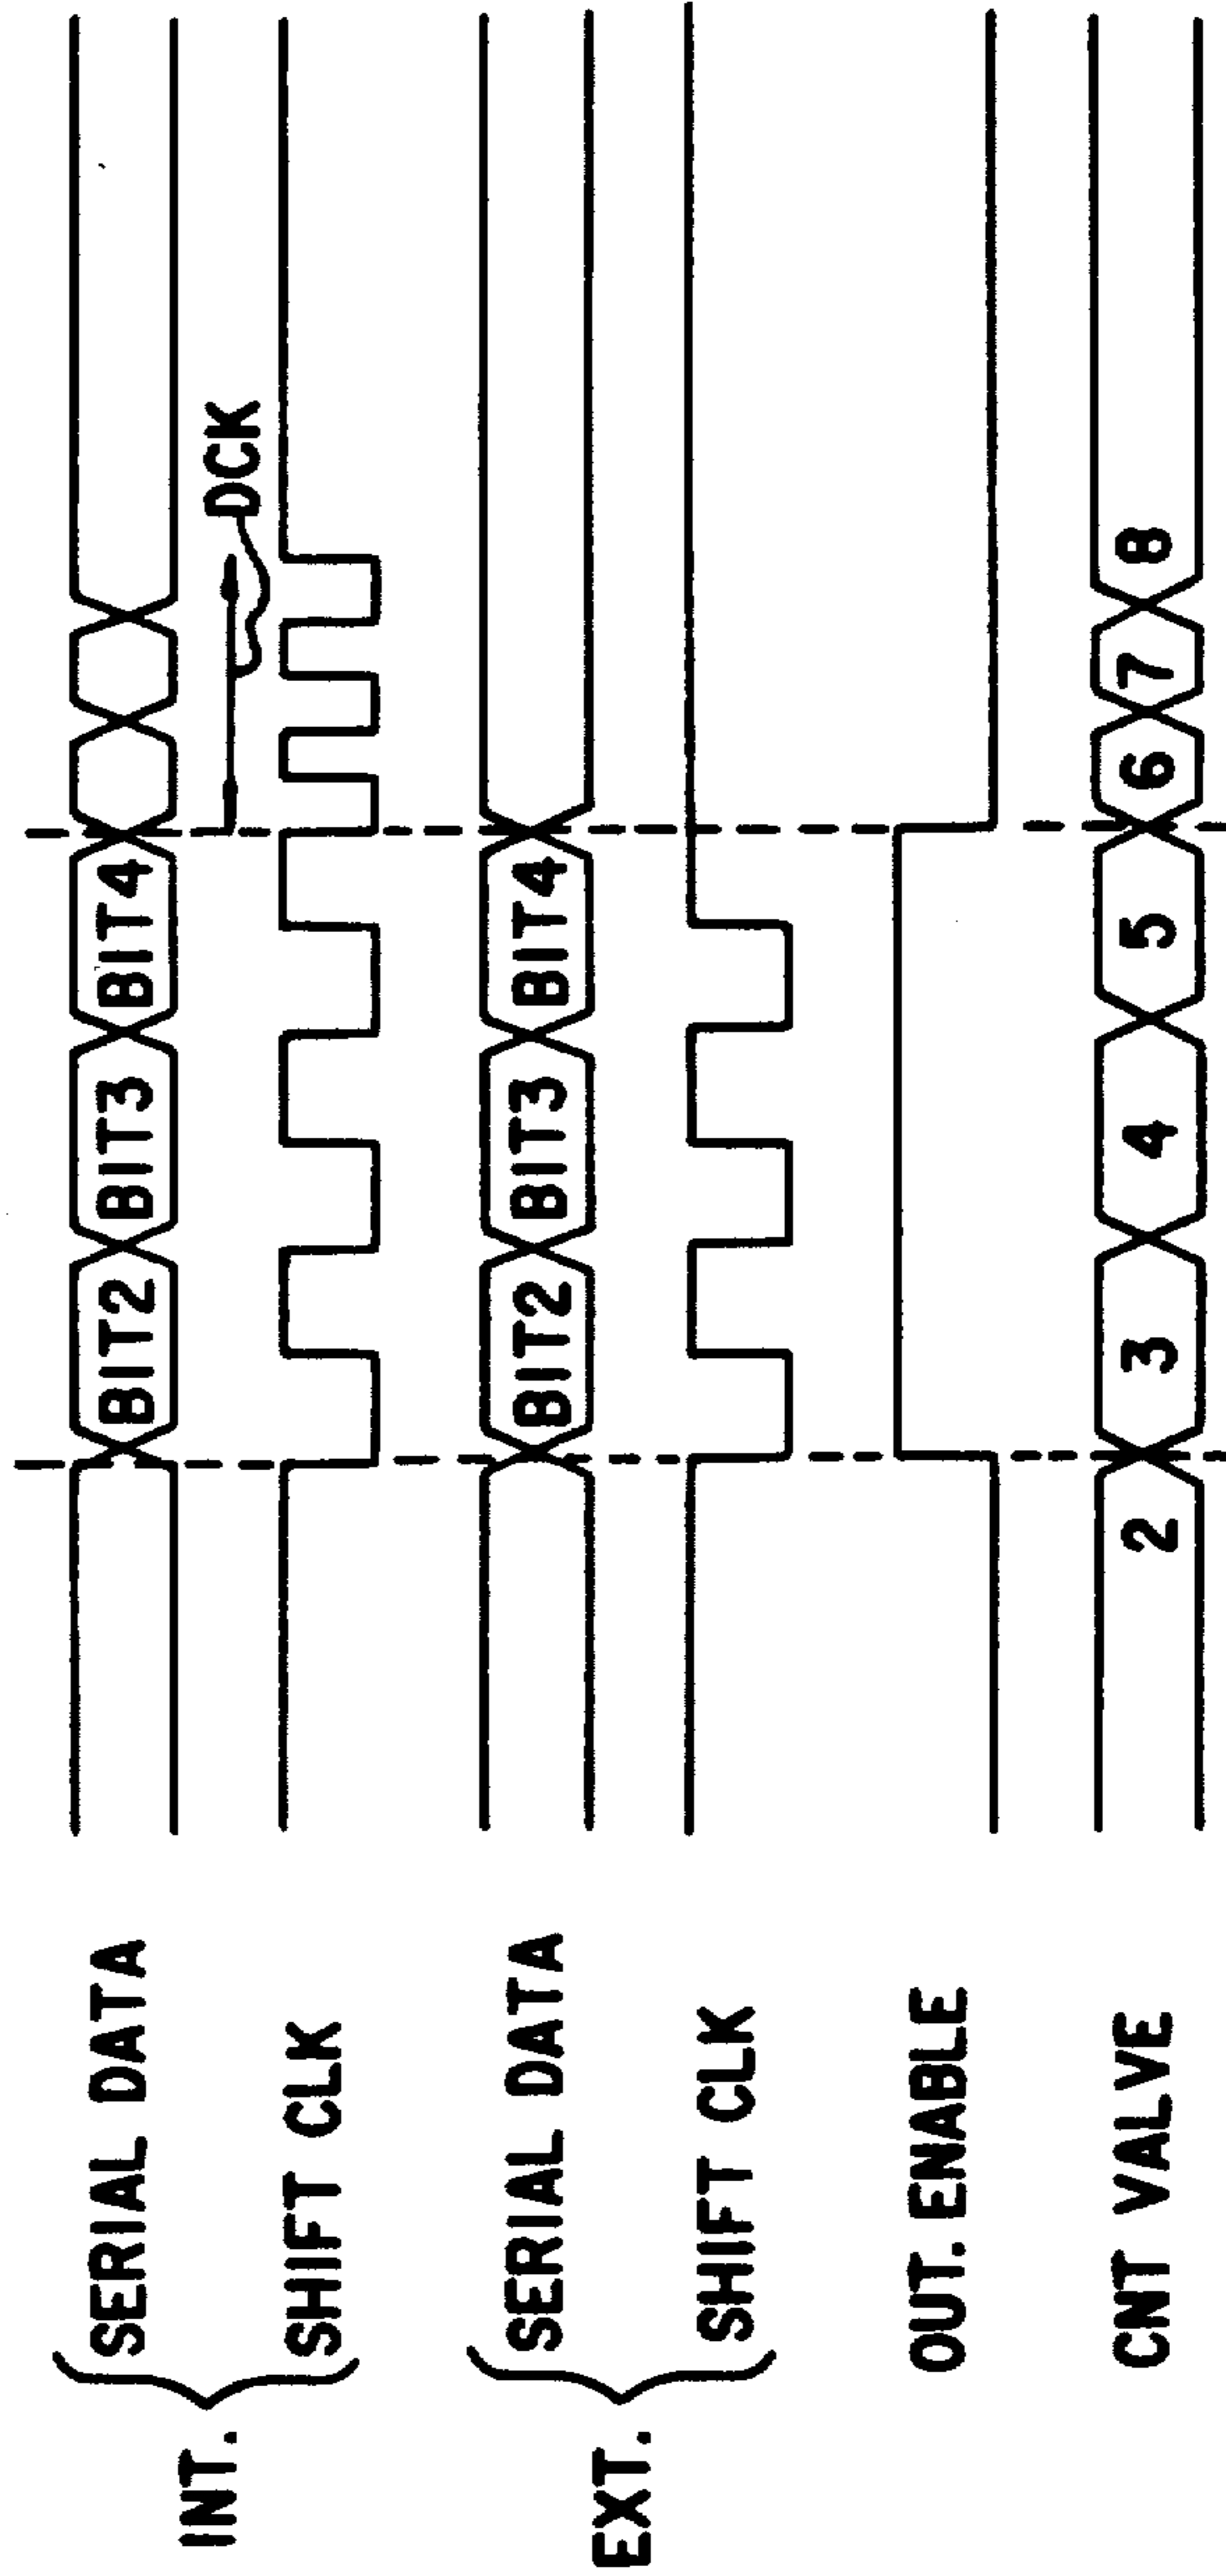 INT.
SERIAL DATA
BIT2 BIT3 BIT4
SHIFT CLK
DCK
EXT.
SERIAL DATA
BIT2 BIT3 BIT4
SHIFT CLK
OUT. ENABLE
CNT VALVE
2 3 4 5 6 7 8